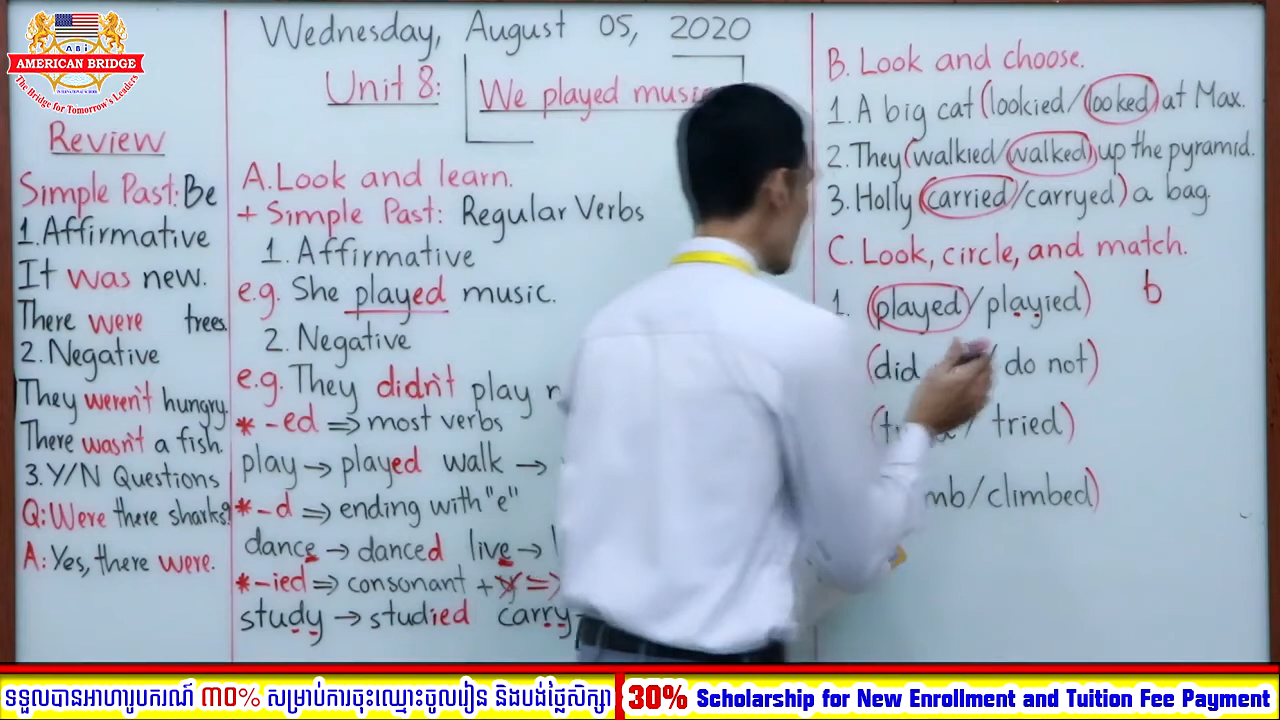 ABi
AMERICAN BRIDGE
INTERNATIONAL SCHOOL
The Bridge for Tomorrow's Leaders
Wednesday, August 05, 2020
Unit 8: We played music
Review
Simple Past: Be
1. Affirmative
It was new.
There were trees.
2. Negative
They weren't hungry.
There wasn't a fish.
3. Y/N Questions
Q: Were there sharks?
A: Yes, there were.
A. Look and learn.
+ Simple Past: Regular Verbs
1. Affirmative
e.g. She played music.
2. Negative
e.g. They didn't play
* -ed ⇒ most verbs
play → played walk →
* -d ⇒ ending with "e"
dance → danced live →
* -ied ⇒ consonant + y ⇒
study → studied carry
B. Look and choose.
1. A big cat (lookied/looked) at Max.
2. They (walkied/walked) up the pyramid.
3. Holly (carried/carryed) a bag.
C. Look, circle, and match.
1. (played/playied) b
(did / do not)
/ tried)
mb/climbed)
ទទួលបានអាហារូបករណ៍ ៣០% សម្រាប់ការចុះឈ្មោះចូលរៀន និងបង់ថ្លៃសិក្សា
30% Scholarship for New Enrollment and Tuition Fee Payment